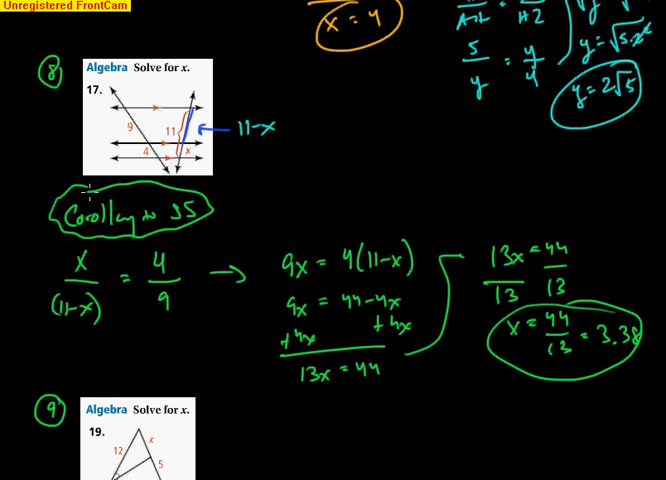 Unregistered FrontCam
x = 4
y = √5·
5/y = y/4
y = 2√5
8
Algebra Solve for x.
17.
9
11
4
x
11-x
Corollary to SS
x/(11-x) = 4/9
9x = 4(11-x)
9x = 44-4x
+4x +4x
13x = 44
13x/13 = 44/13
x = 44/13 = 3.38
9
Algebra Solve for x.
19.
12
x
5